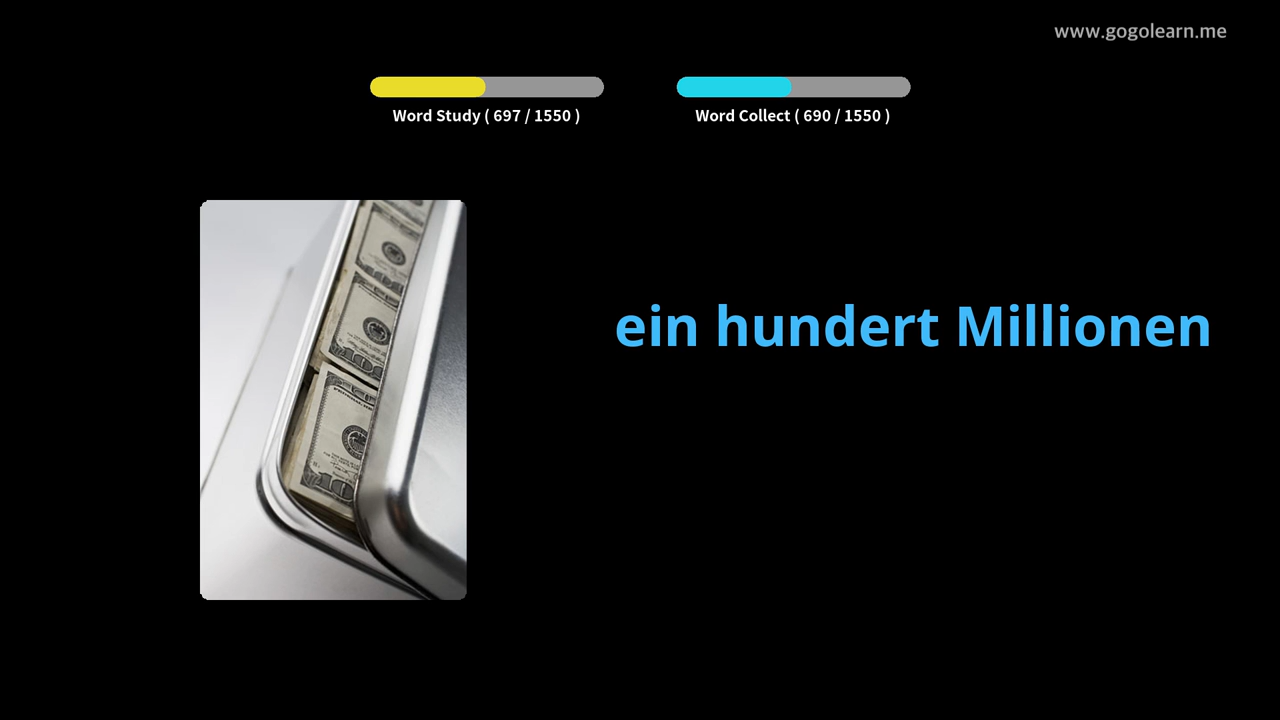 www.gogolearn.me
Word Study ( 697 / 1550 )
Word Collect ( 690 / 1550 )
ein hundert Millionen